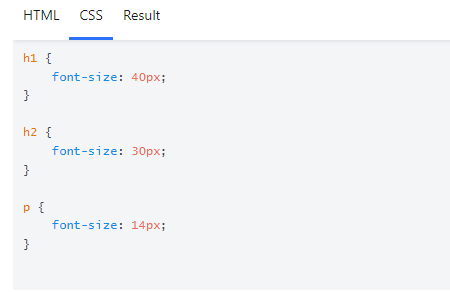 HTML CSS Result
h1 {
    font-size: 40px;
}
h2 {
    font-size: 30px;
}
p {
    font-size: 14px;
}